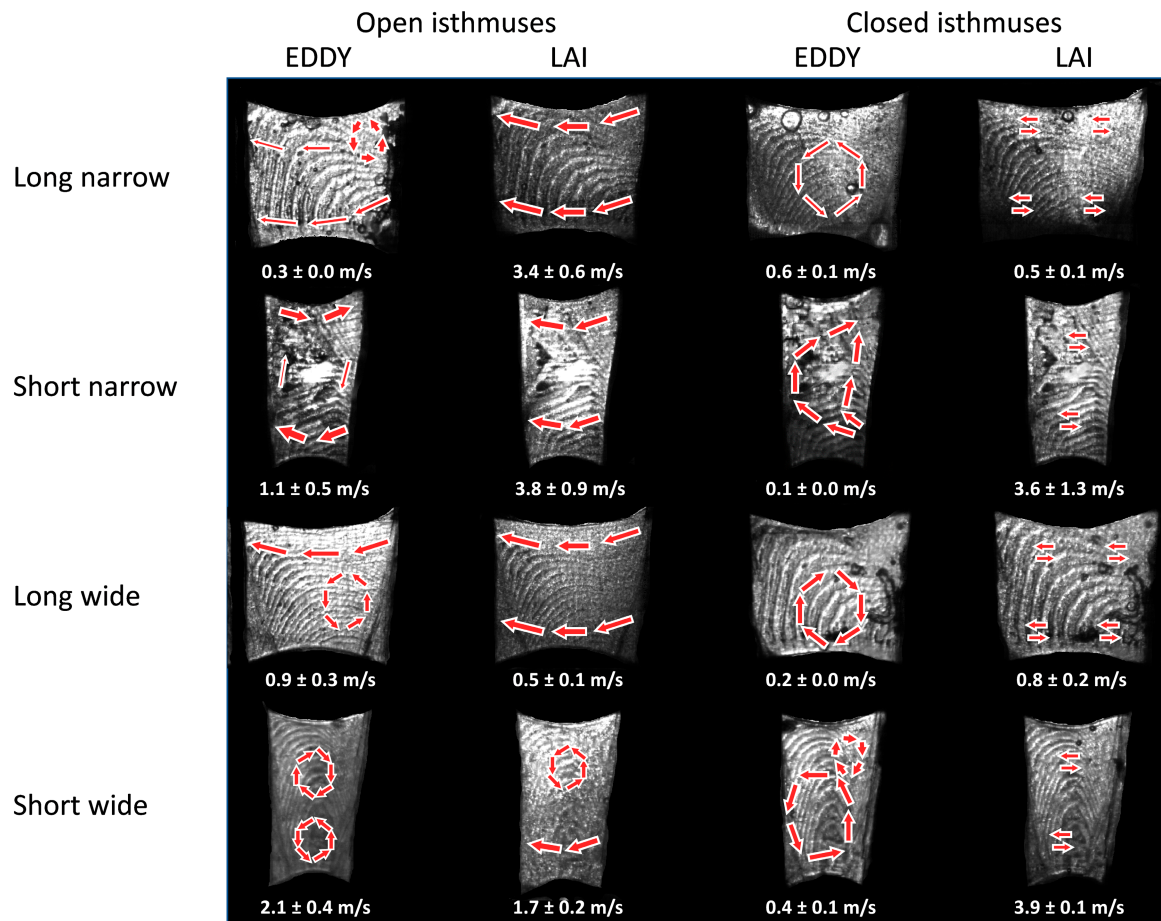 Open isthmuses Closed isthmuses
EDDY LAI EDDY LAI
Long narrow
0.3 ± 0.0 m/s 3.4 ± 0.6 m/s 0.6 ± 0.1 m/s 0.5 ± 0.1 m/s
Short narrow
1.1 ± 0.5 m/s 3.8 ± 0.9 m/s 0.1 ± 0.0 m/s 3.6 ± 1.3 m/s
Long wide
0.9 ± 0.3 m/s 0.5 ± 0.1 m/s 0.2 ± 0.0 m/s 0.8 ± 0.2 m/s
Short wide
2.1 ± 0.4 m/s 1.7 ± 0.2 m/s 0.4 ± 0.1 m/s 3.9 ± 0.1 m/s